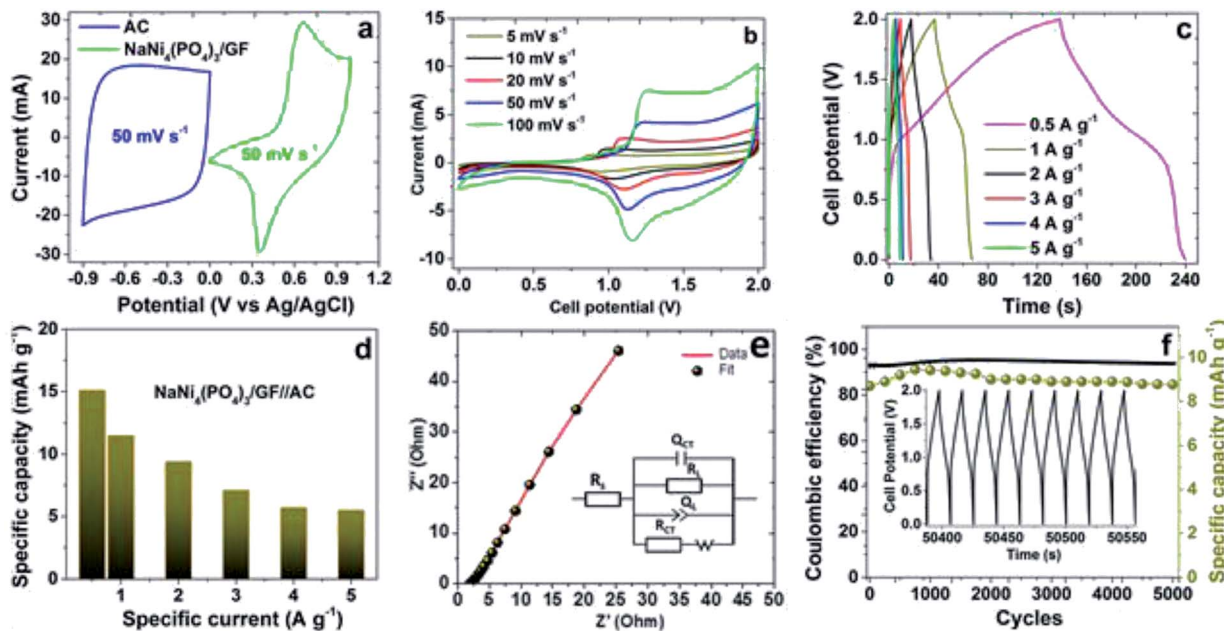 a
AC
NaNi₄(PO₄)₃/GF
50 mV s⁻¹
50 mV s⁻¹
Current (mA)
30
20
10
0
-10
-20
-30
-0.9 -0.6 -0.3 0.0 0.3 0.6 0.9 1.2
Potential (V vs Ag/AgCl)
b
5 mV s⁻¹
10 mV s⁻¹
20 mV s⁻¹
50 mV s⁻¹
100 mV s⁻¹
Current (mA)
15
10
5
0
-5
10
0.0 0.5 1.0 1.5 2.0
Cell potential (V)
c
0.5 A g⁻¹
1 A g⁻¹
2 A g⁻¹
3 A g⁻¹
4 A g⁻¹
5 A g⁻¹
Cell potential (V)
2.0
1.5
1.0
0.5
2.0
0 40 80 120 160 200 240
Time (s)
d
NaNi₄(PO₄)₃/GF//AC
Specific capacity (mAh g⁻¹)
20
15
10
5
0
1 2 3 4 5
Specific current (A g⁻¹)
e
Data
Fit
Z'' (Ohm)
50
40
30
20
10
0
0 5 10 15 20 25 30 35 40 45 50
Z' (Ohm)
Q_CT
R_S
R_L
Q_L
R_CT
W
f
Coulombic efficiency (%)
100
80
60
40
20
0
Specific capacity (mAh g⁻¹)
10
8
6
4
2
0
0 1000 2000 3000 4000 5000
Cycles
Cell Potential (V)
2.0
1.5
1.0
0.5
0.0
50400 50450 50500 50550
Time (s)